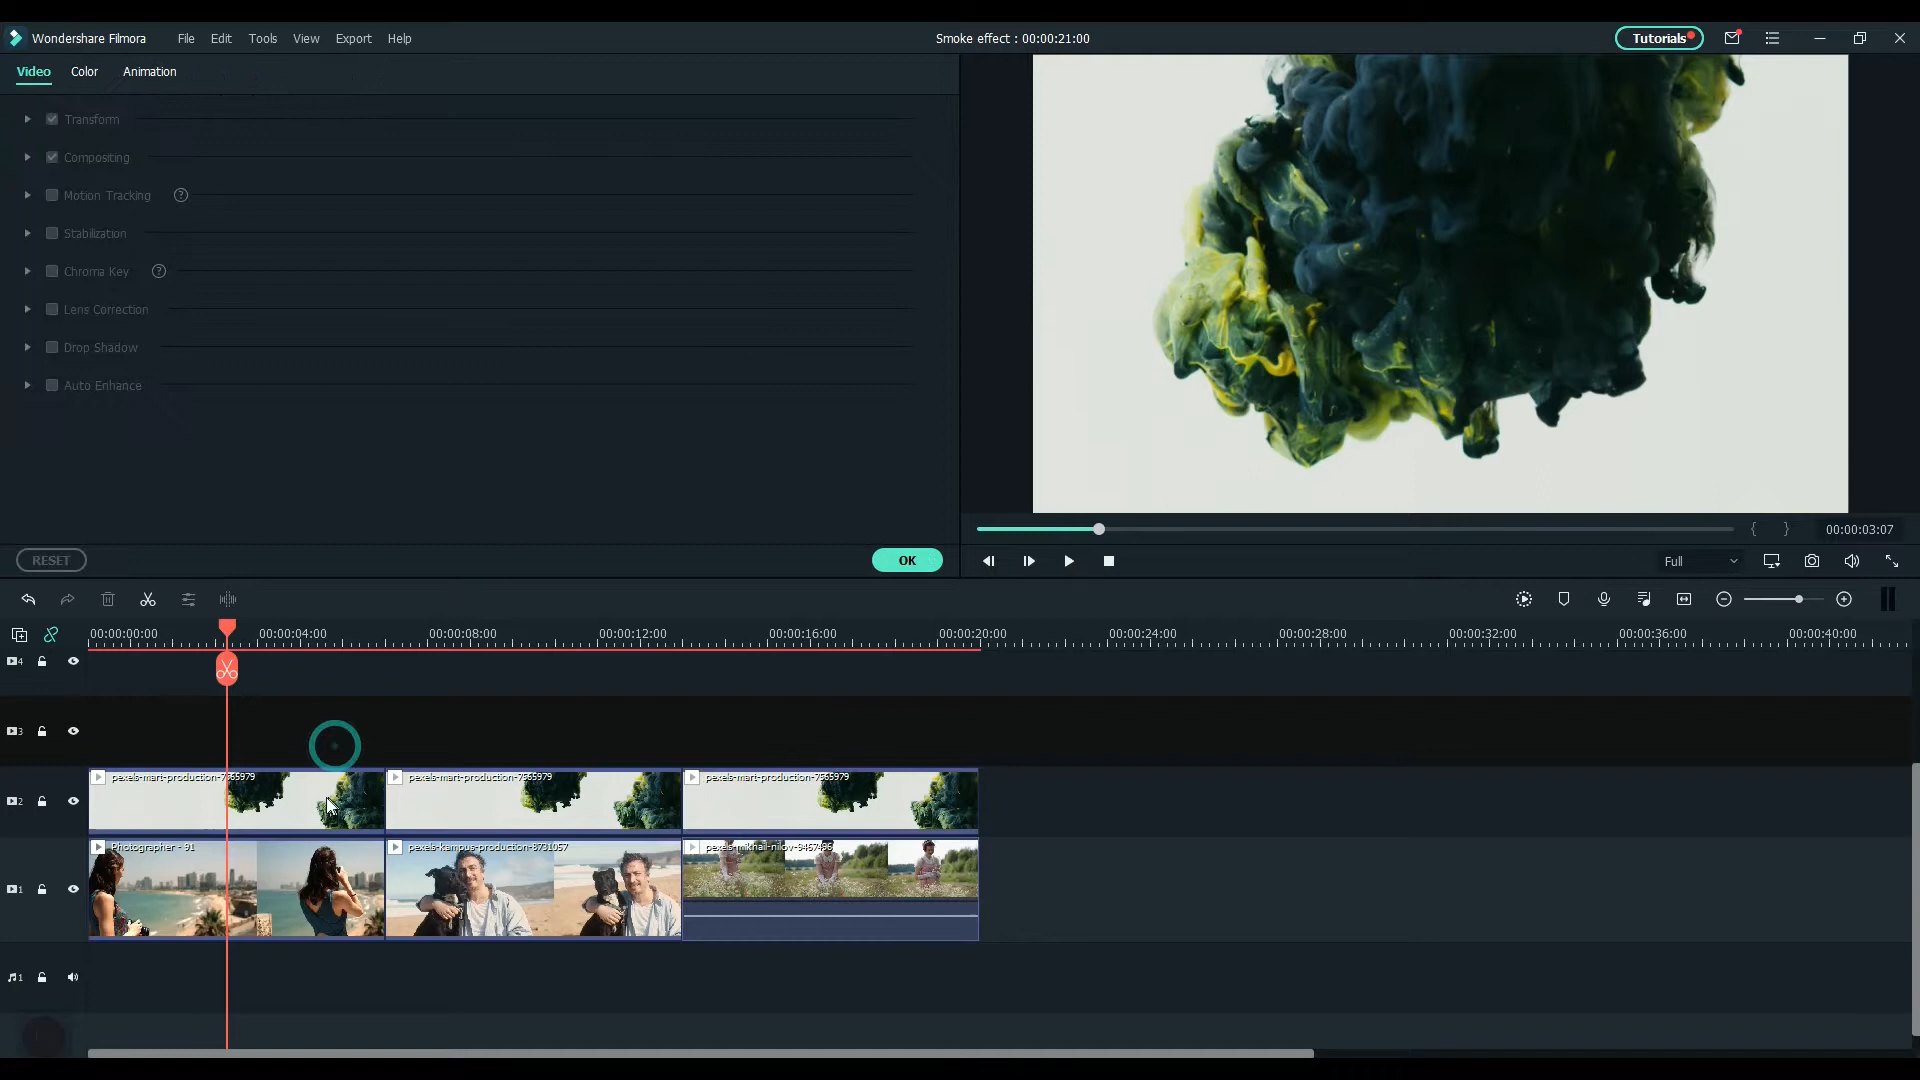 Wondershare Filmora File Edit Tools View Export Help Smoke effect : 00:00:21:00 Tutorials
Video Color Animation
Transform
Compositing
Motion Tracking ?
Stabilization
Chroma Key ?
Lens Correction
Drop Shadow
Auto Enhance
{ } 00:00:03:07
RESET OK Full
00:00:00:00 00:00:04:00 00:00:08:00 00:00:12:00 00:00:16:00 00:00:20:00 00:00:24:00 00:00:28:00 00:00:32:00 00:00:36:00 00:00:40:00
4
3
pexels-mart-production-7565979 pexels-mart-production-7565979 pexels-mart-production-7565979
2
Photographer - 91 pexels-kampus-production-8731057 pexels-mikhail-nilov-9467496
1
1